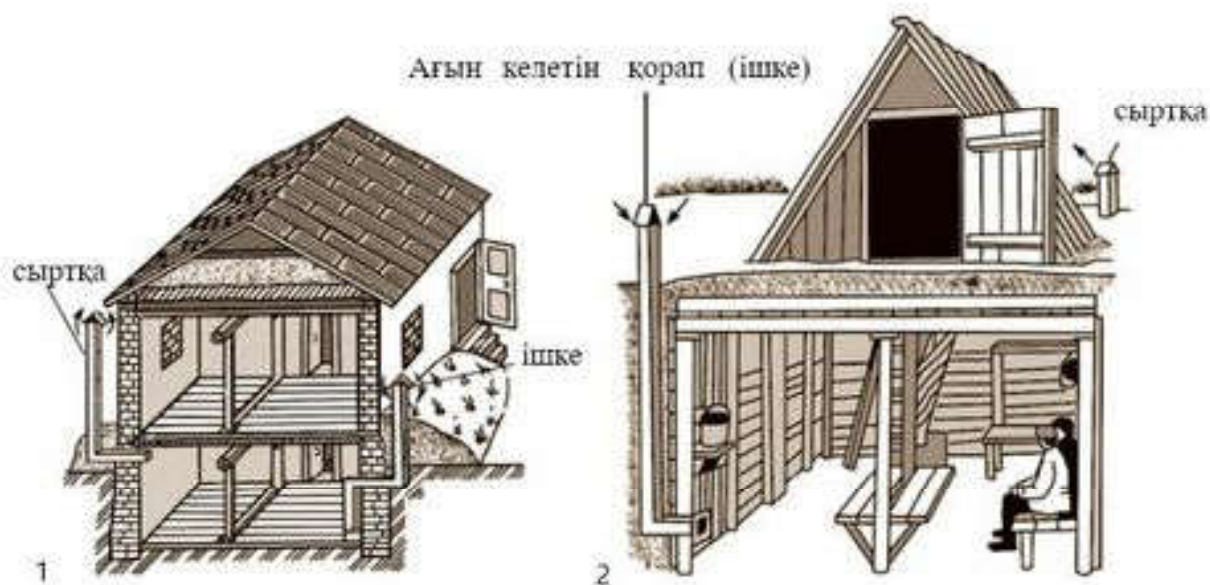 Ағын келетін қорап (ішке)
сыртқа
сыртқа
ішке
1
2